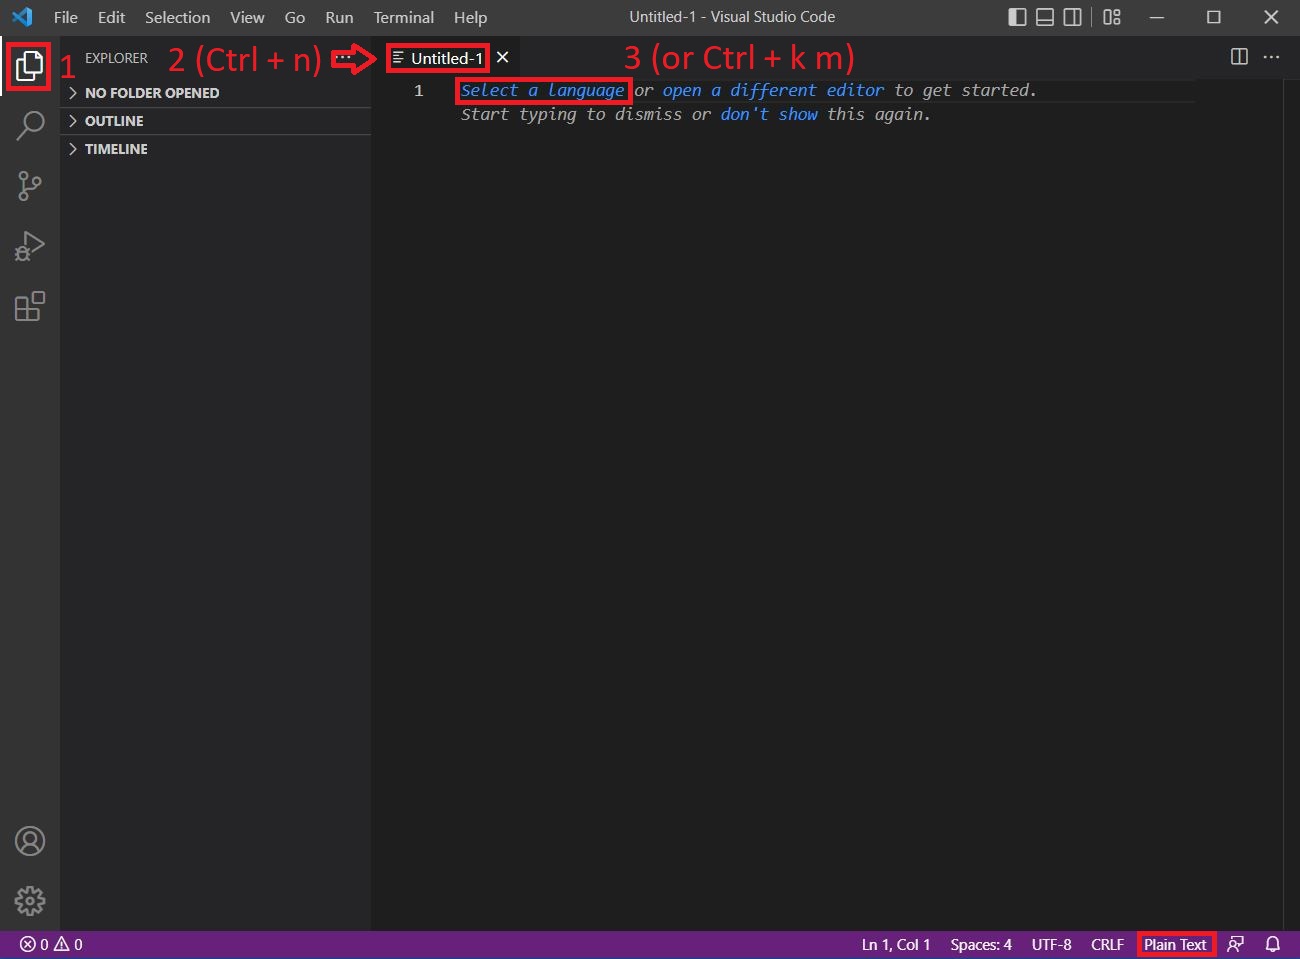 File Edit Selection View Go Run Terminal Help Untitled-1 - Visual Studio Code
1 EXPLORER 2 (Ctrl + n) ··· Untitled-1 3 (or Ctrl + k m) ···
NO FOLDER OPENED
OUTLINE
TIMELINE
1 Select a language or open a different editor to get started.
Start typing to dismiss or don't show this again.
0 0 Ln 1, Col 1 Spaces: 4 UTF-8 CRLF Plain Text